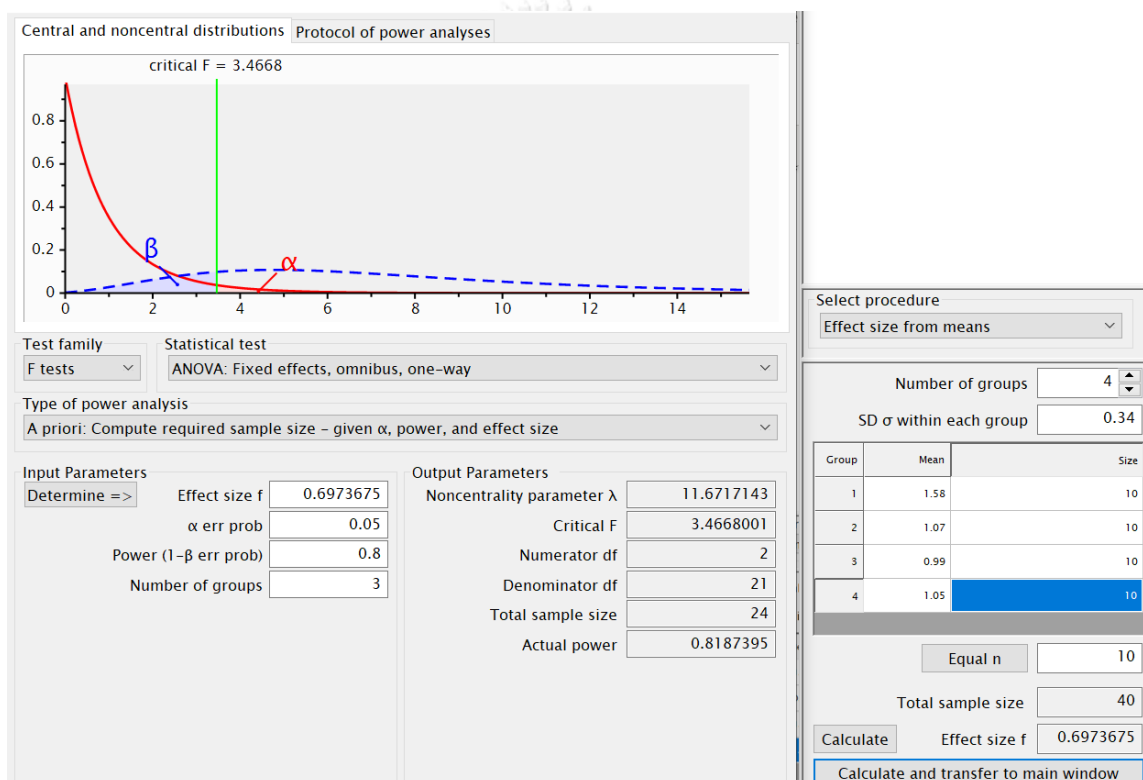 Central and noncentral distributions Protocol of power analyses
critical F = 3.4668
0.8
0.6
0.4
0.2
0
β
α
0 2 4 6 8 10 12 14
Test family Statistical test
F tests ANOVA: Fixed effects, omnibus, one-way
Type of power analysis
A priori: Compute required sample size – given α, power, and effect size
Input Parameters
Determine => Effect size f 0.6973675
α err prob 0.05
Power (1-β err prob) 0.8
Number of groups 3
Output Parameters
Noncentrality parameter λ 11.6717143
Critical F 3.4668001
Numerator df 2
Denominator df 21
Total sample size 24
Actual power 0.8187395
Select procedure
Effect size from means
Number of groups 4
SD σ within each group 0.34
Group Mean Size
1 1.58 10
2 1.07 10
3 0.99 10
4 1.05 10
Equal n 10
Total sample size 40
Calculate Effect size f 0.6973675
Calculate and transfer to main window